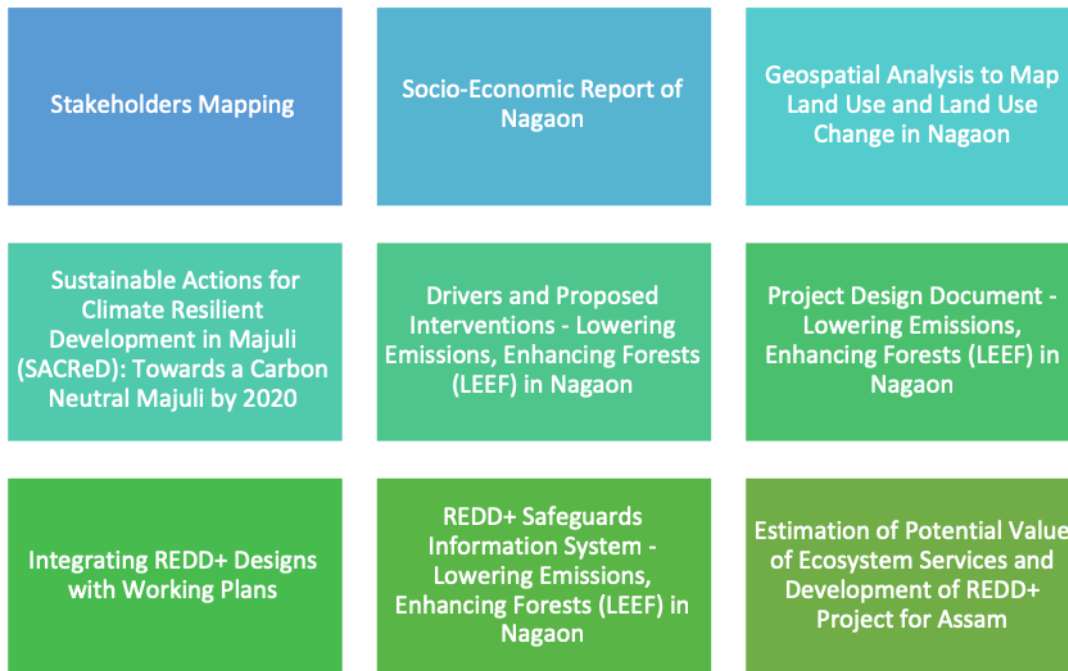 Stakeholders Mapping
Socio-Economic Report of
Nagaon
Geospatial Analysis to Map
Land Use and Land Use
Change in Nagaon
Sustainable Actions for
Climate Resilient
Development in Majuli
(SACReD): Towards a Carbon
Neutral Majuli by 2020
Drivers and Proposed
Interventions - Lowering
Emissions, Enhancing Forests
(LEEF) in Nagaon
Project Design Document -
Lowering Emissions,
Enhancing Forests (LEEF) in
Nagaon
Integrating REDD+ Designs
with Working Plans
REDD+ Safeguards
Information System -
Lowering Emissions,
Enhancing Forests (LEEF) in
Nagaon
Estimation of Potential Value
of Ecosystem Services and
Development of REDD+
Project for Assam